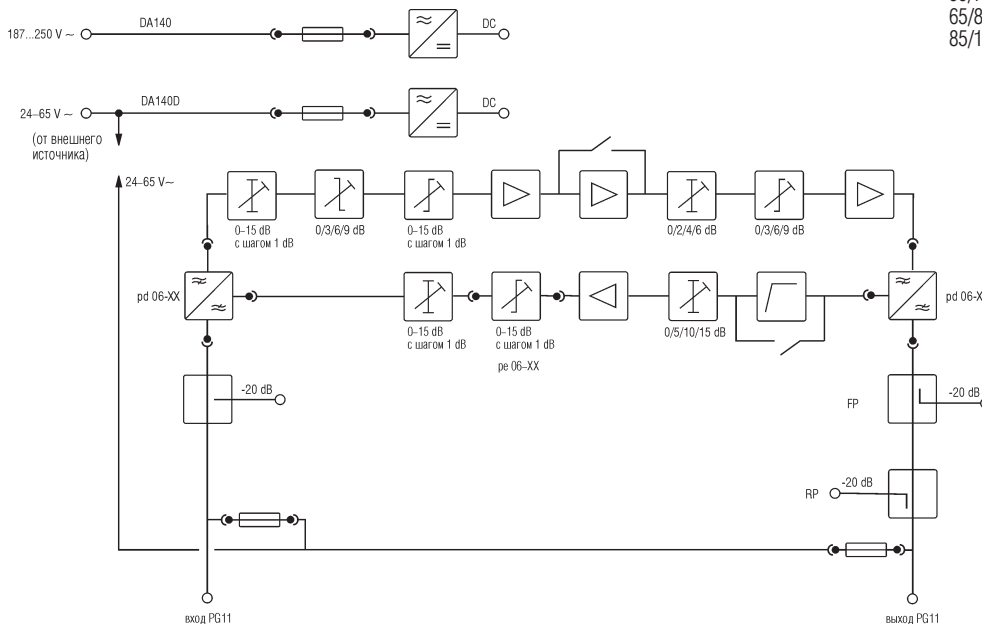 65/8
85/1
DA140
187...250 V ~
DC
DA140D
24–65 V ~
DC
(от внешнего
источника)
24–65 V~
0–15 dB
с шагом 1 dB
0/3/6/9 dB
0–15 dB
с шагом 1 dB
0/2/4/6 dB
0/3/6/9 dB
pd 06-XX
pd 06-X
0–15 dB
с шагом 1 dB
0–15 dB
с шагом 1 dB
0/5/10/15 dB
pe 06–XX
-20 dB
FP
-20 dB
RP
-20 dB
вход PG11
выход PG11